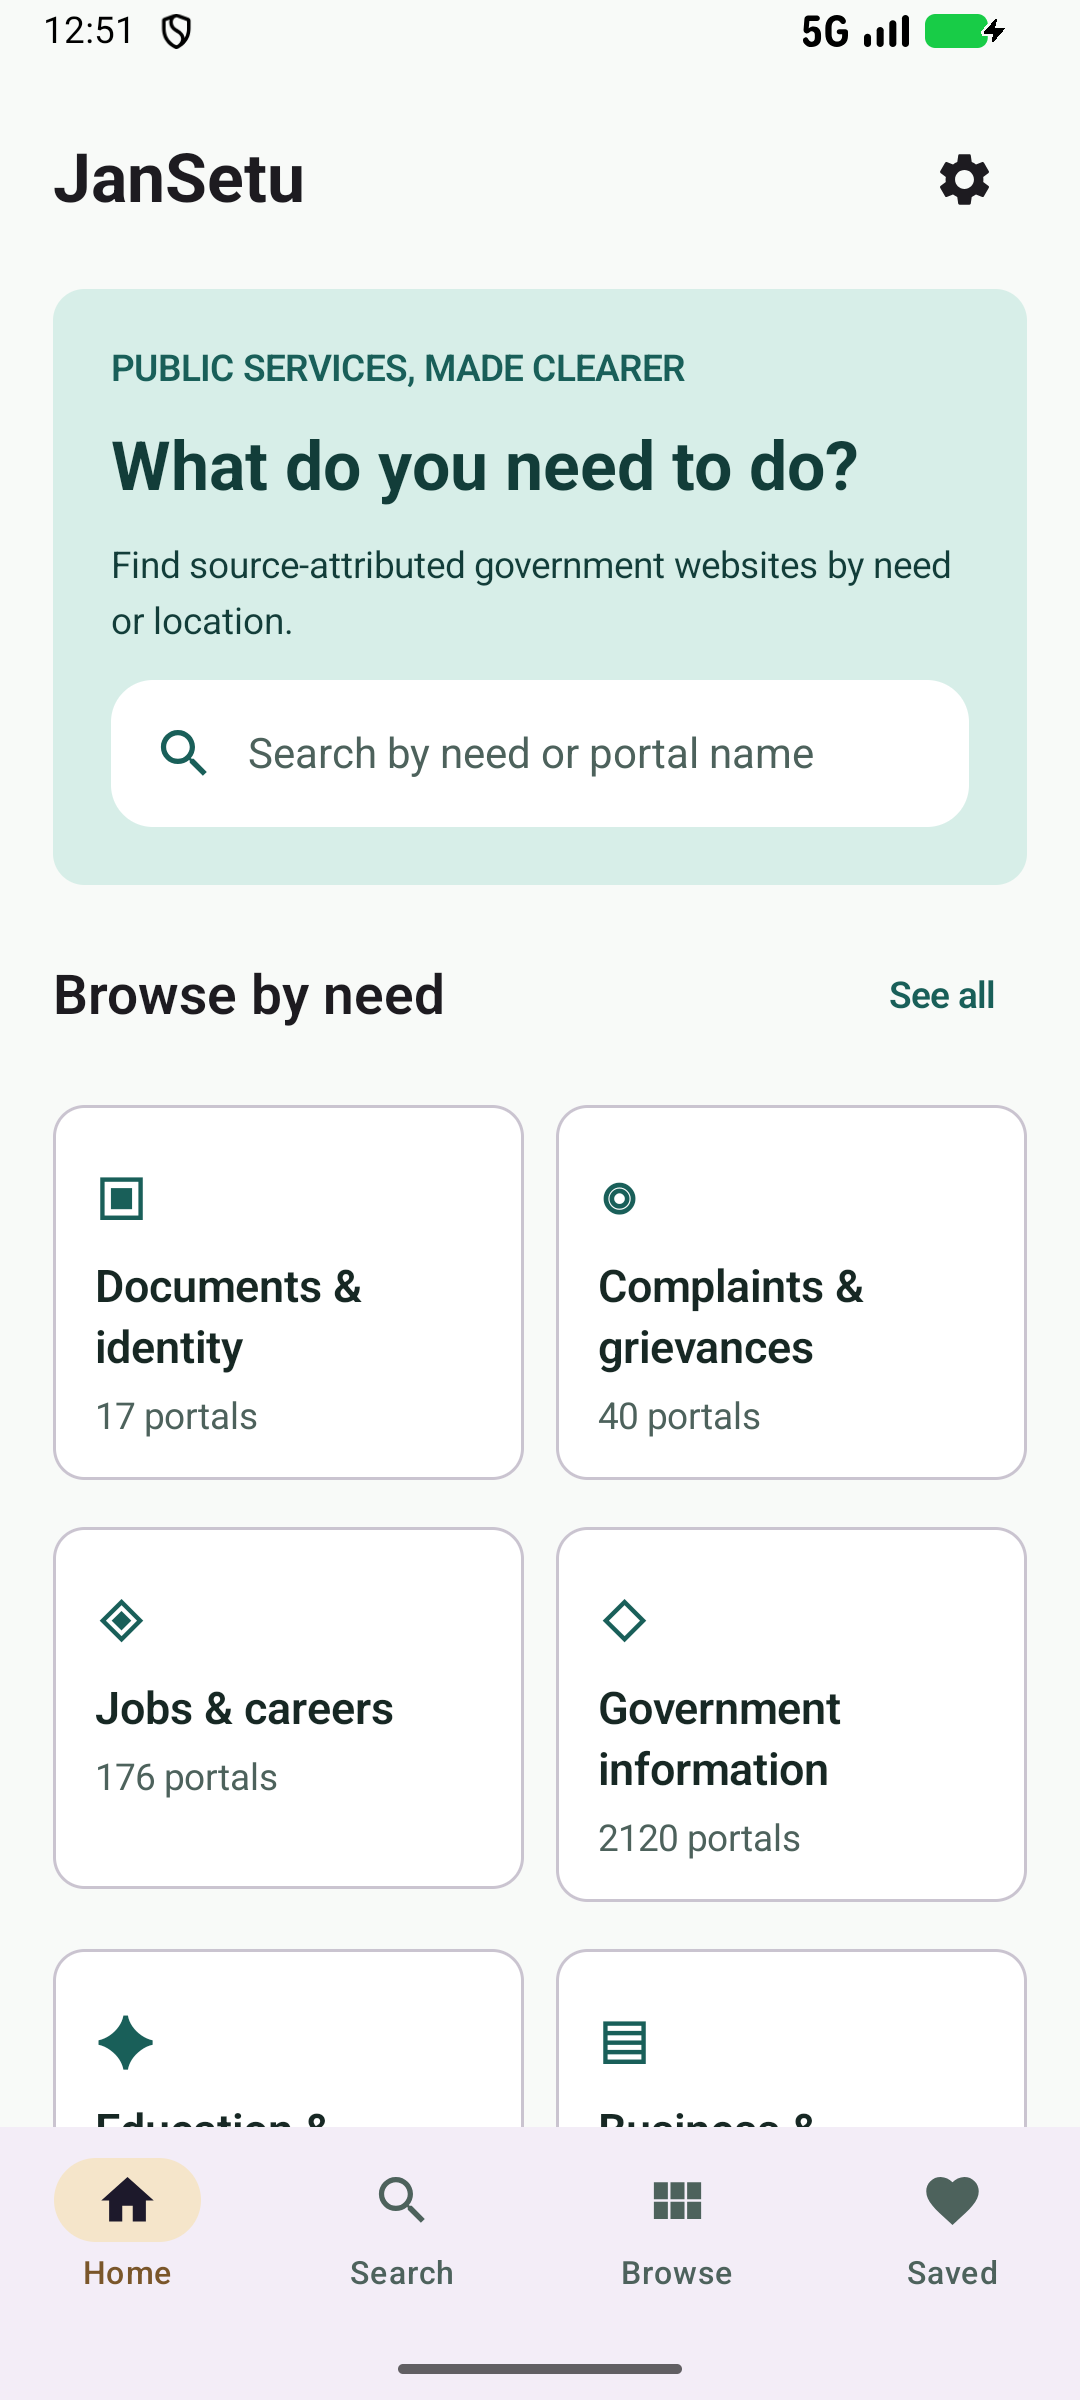 12:51
5G
JanSetu
PUBLIC SERVICES, MADE CLEARER
What do you need to do?
Find source-attributed government websites by need
or location.
Search by need or portal name
Browse by need
See all
Documents &
identity
17 portals
Complaints &
grievances
40 portals
Jobs & careers
176 portals
Government
information
2120 portals
Education &
Business &
Home
Search
Browse
Saved